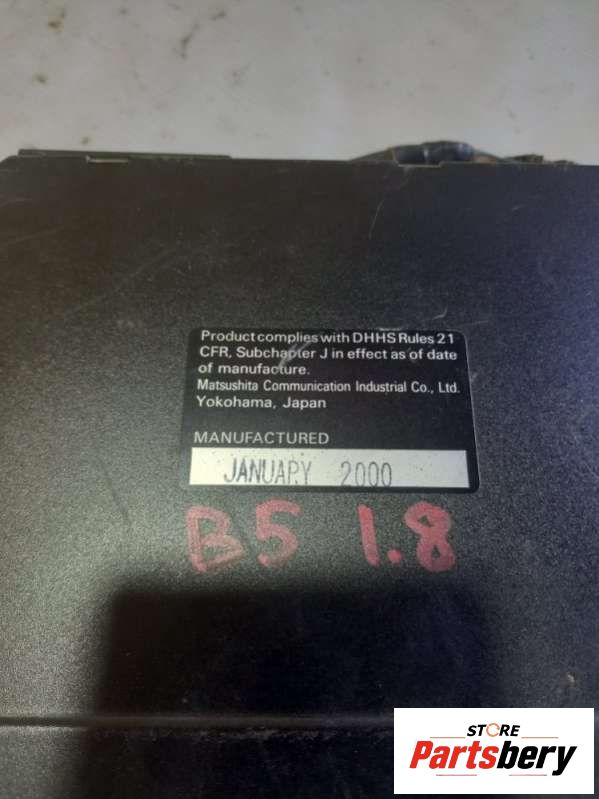 Product complies with DHHS Rules 21
CFR, Subchapter J in effect as of date
of manufacture.
Matsushita Communication Industrial Co., Ltd.
Yokohama, Japan
MANUFACTURED
JANUARY 2000
B5 1.8
STORE
Partsbery